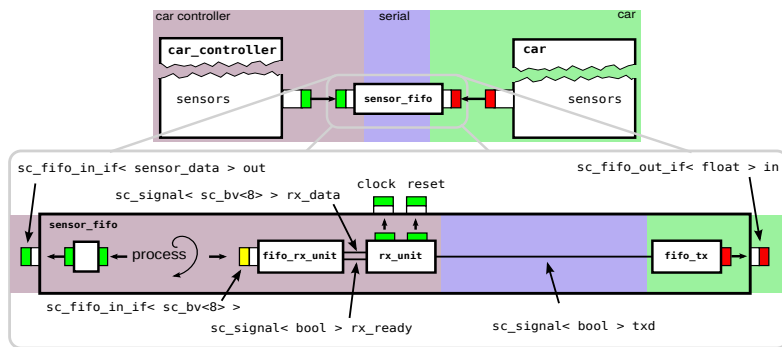 car controller
serial
car
car_controller
car
sensors
sensor_fifo
sensors
sc_fifo_in_if< sensor_data > out
sc_fifo_out_if< float > in
clock reset
sc_signal< sc_bv<8> > rx_data
sensor_fifo
process
fifo_rx_unit
rx_unit
fifo_tx
sc_fifo_in_if< sc_bv<8> >
sc_signal< bool > rx_ready
sc_signal< bool > txd